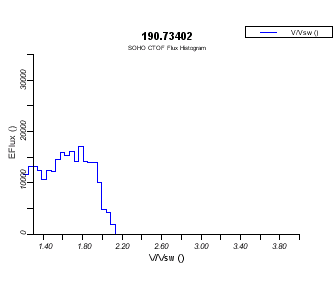 190.73402
V/Vsw ()
SOHO CTOF Flux Histogram
EFlux ()
30000
20000
10000
0
1.40 1.80 2.20 2.60 3.00 3.40 3.80
V/Vsw ()